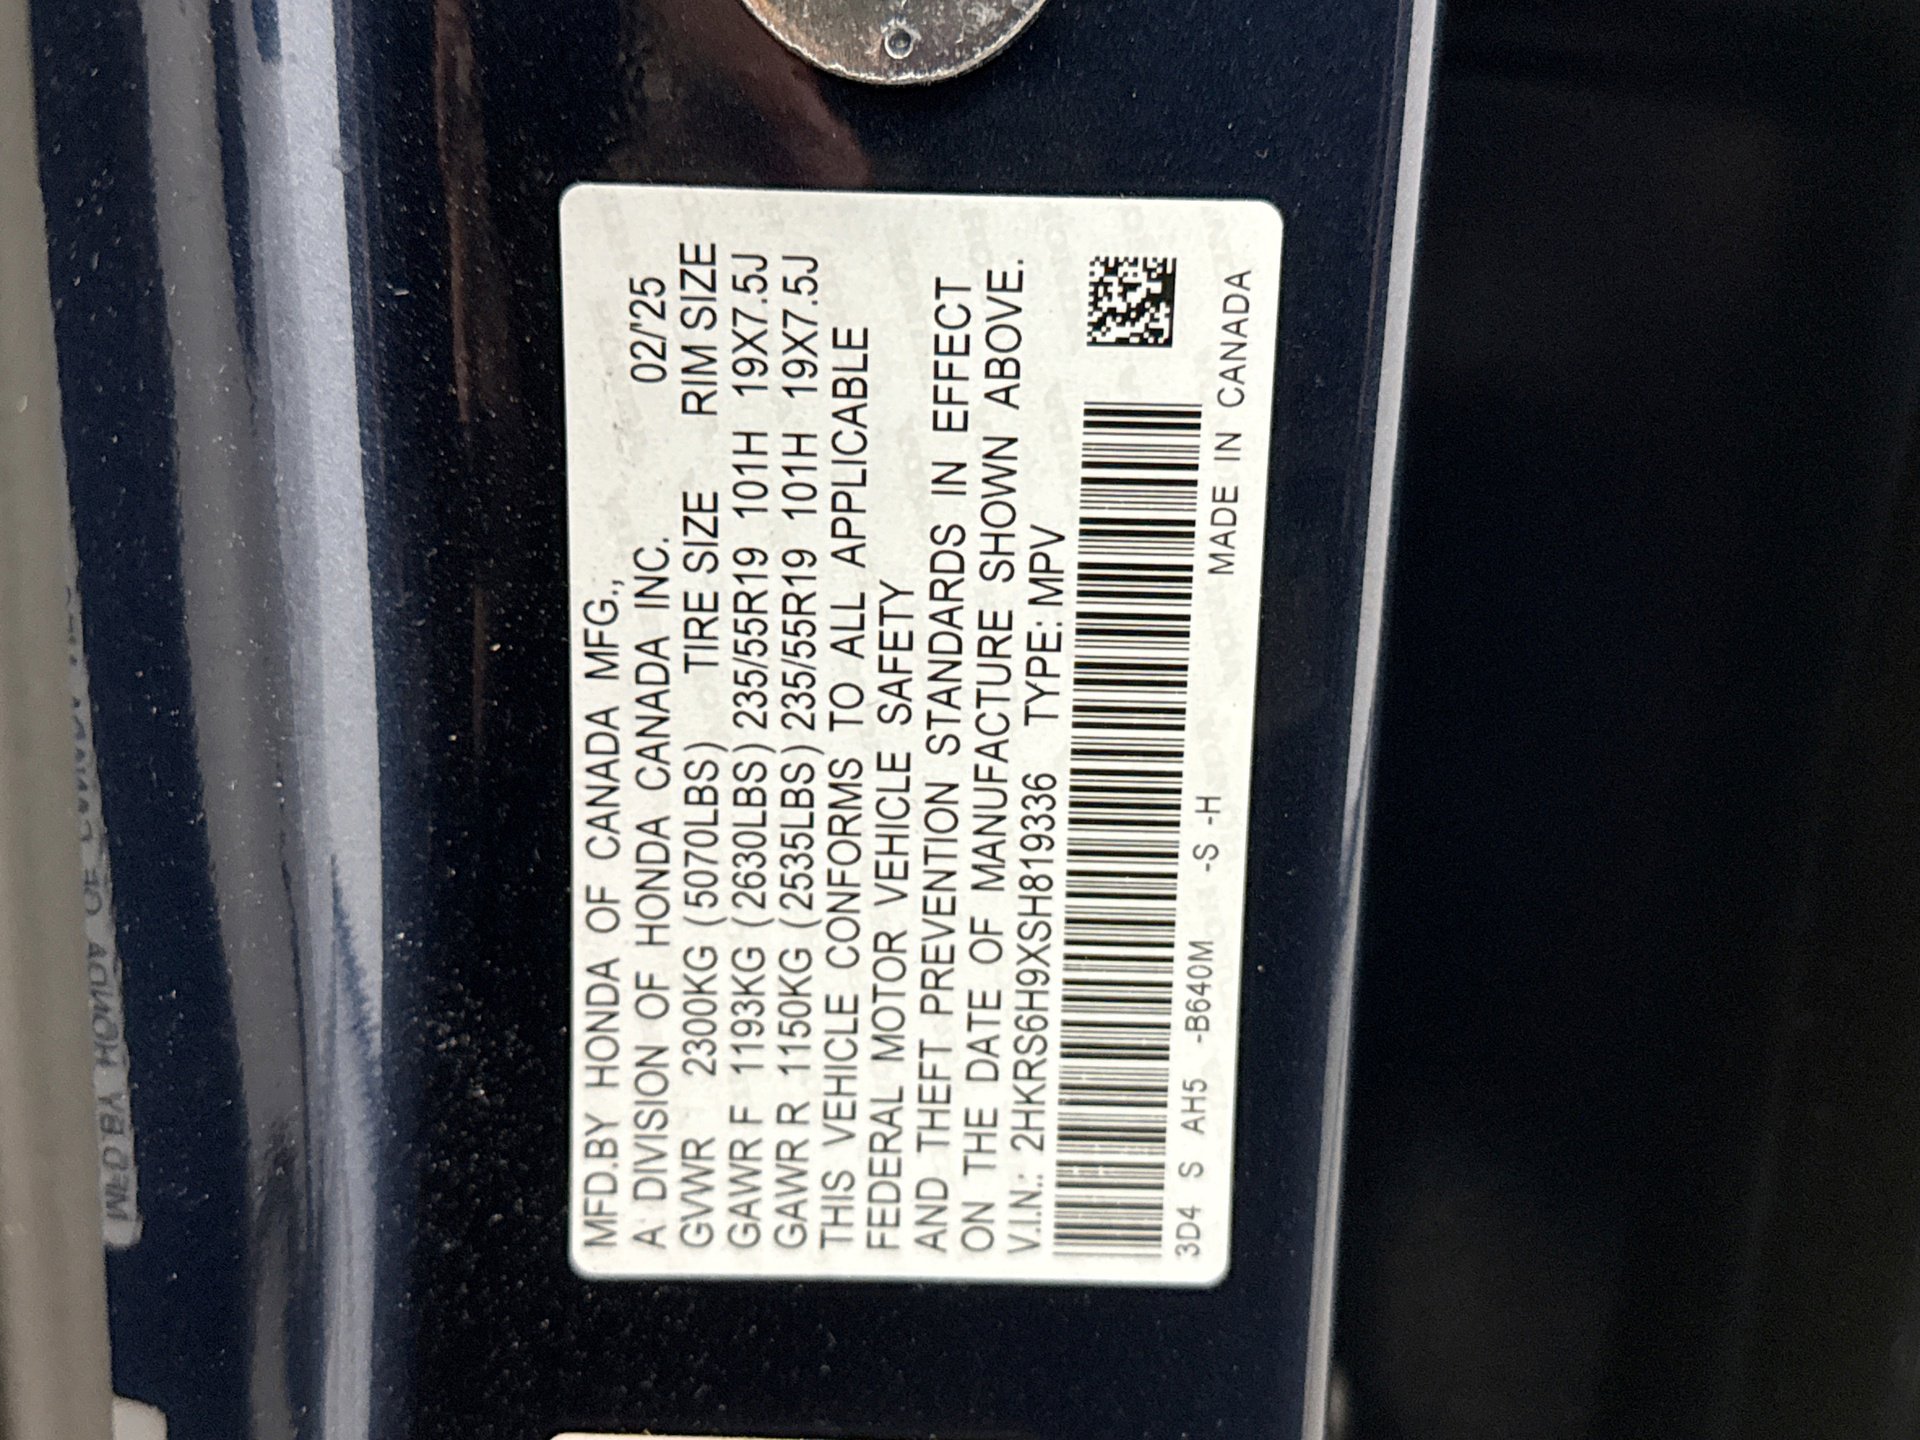 MFD.BY HONDA OF CANADA MFG.,
A DIVISION OF HONDA CANADA INC. 02/'25
GVWR 2300KG (5070LBS) TIRE SIZE RIM SIZE
GAWR F 1193KG (2630LBS) 235/55R19 101H 19X7.5J
GAWR R 1150KG (2535LBS) 235/55R19 101H 19X7.5J
THIS VEHICLE CONFORMS TO ALL APPLICABLE
FEDERAL MOTOR VEHICLE SAFETY
AND THEFT PREVENTION STANDARDS IN EFFECT
ON THE DATE OF MANUFACTURE SHOWN ABOVE.
V.I.N.: 2HKRS6H9XSH819336 TYPE: MPV
3D4 S AH5 -B640M -S -H MADE IN CANADA